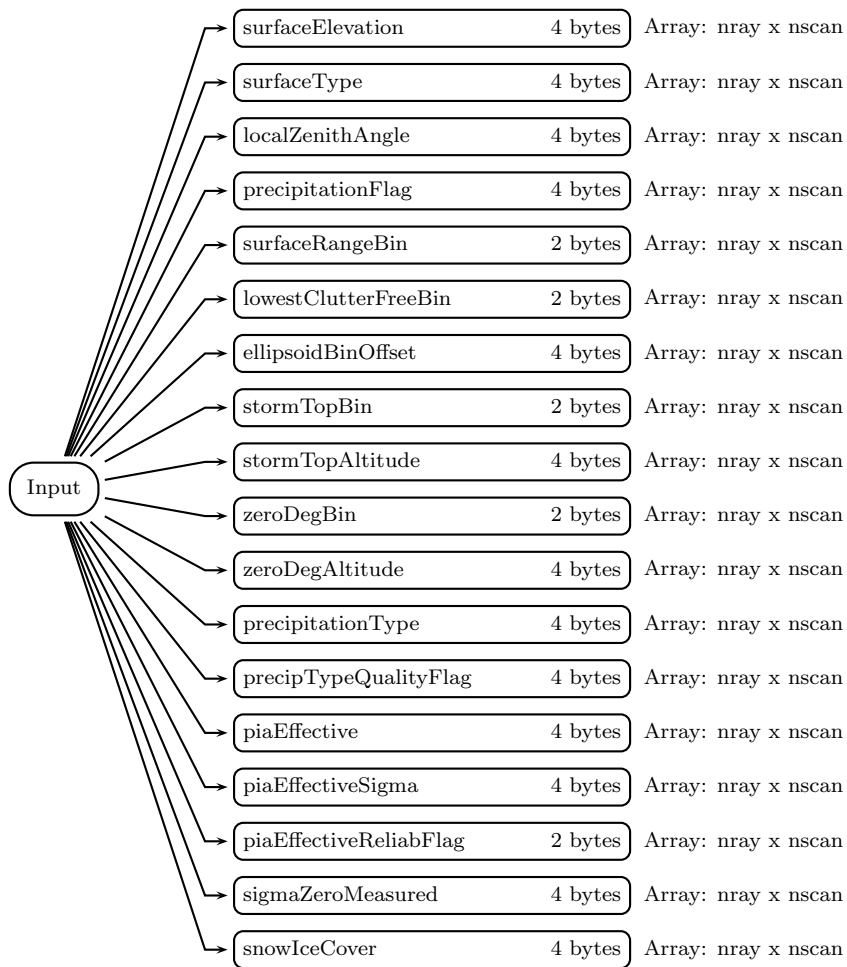 surfaceElevation 4 bytes Array: nray x nscan
surfaceType 4 bytes Array: nray x nscan
localZenithAngle 4 bytes Array: nray x nscan
precipitationFlag 4 bytes Array: nray x nscan
surfaceRangeBin 2 bytes Array: nray x nscan
lowestClutterFreeBin 2 bytes Array: nray x nscan
ellipsoidBinOffset 4 bytes Array: nray x nscan
stormTopBin 2 bytes Array: nray x nscan
stormTopAltitude 4 bytes Array: nray x nscan
Input
zeroDegBin 2 bytes Array: nray x nscan
zeroDegAltitude 4 bytes Array: nray x nscan
precipitationType 4 bytes Array: nray x nscan
precipTypeQualityFlag 4 bytes Array: nray x nscan
piaEffective 4 bytes Array: nray x nscan
piaEffectiveSigma 4 bytes Array: nray x nscan
piaEffectiveReliabFlag 2 bytes Array: nray x nscan
sigmaZeroMeasured 4 bytes Array: nray x nscan
snowIceCover 4 bytes Array: nray x nscan